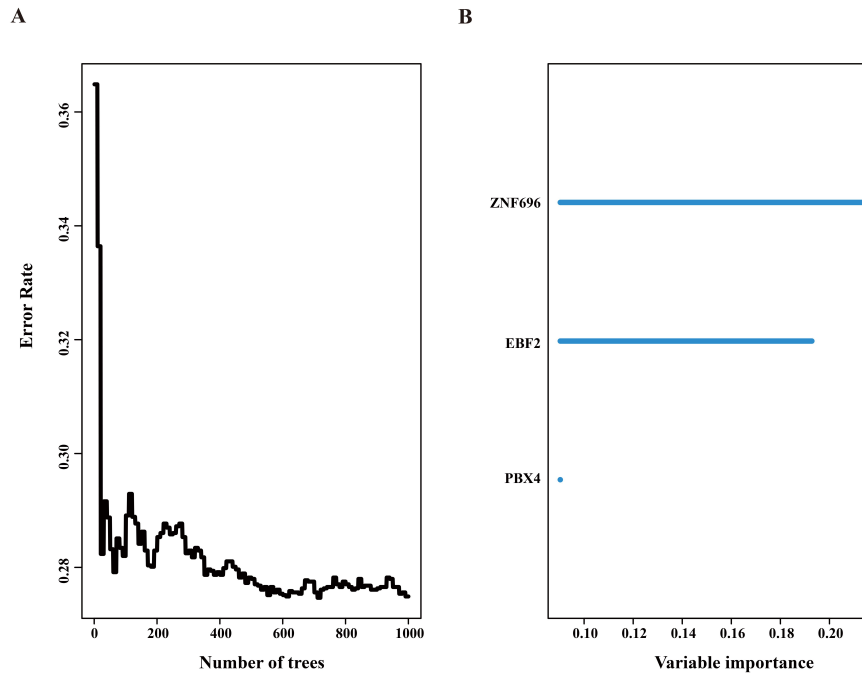 A
B
0.36
0.34
0.32
0.30
0.28
Error Rate
0 200 400 600 800 1000
Number of trees
ZNF696
EBF2
PBX4
0.10 0.12 0.14 0.16 0.18 0.20
Variable importance